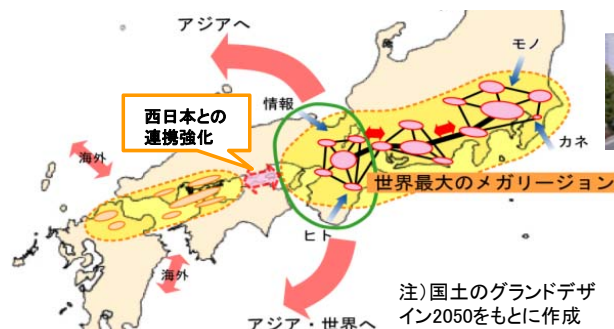 アジアへ
モノ
情報
西日本との
連携強化
カネ
海外
世界最大のメガリージョン
ヒト
海外
アジア・世界へ
注)国土のグランドデザ
イン2050をもとに作成